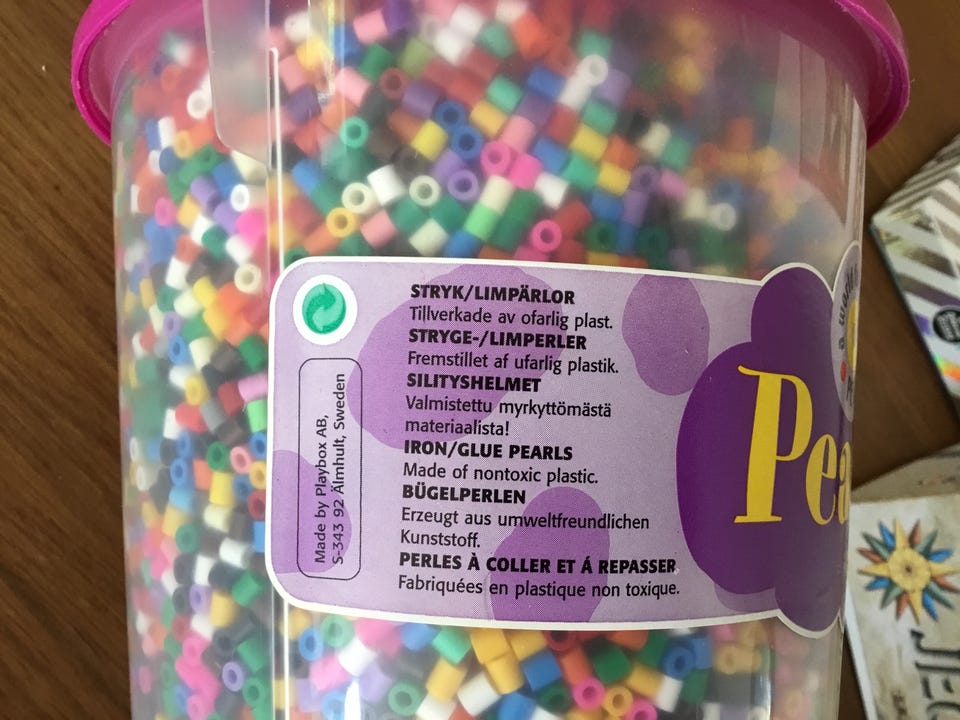 STRYK/LIMPÄRLOR
Tillverkade av ofarlig plast.
STRYGE-/LIMPERLER
Fremstillet af ufarlig plastik.
SILITYSHELMET
Valmistettu myrkyttömästä
materiaalista!
IRON/GLUE PEARLS
Made of nontoxic plastic.
BÜGELPERLEN
Erzeugt aus umweltfreundlichen
Kunststoff.
PERLES À COLLER ET Á REPASSER
Fabriquées en plastique non toxique.
Made by Playbox AB,
S-343 92 Älmhult, Sweden
Pea